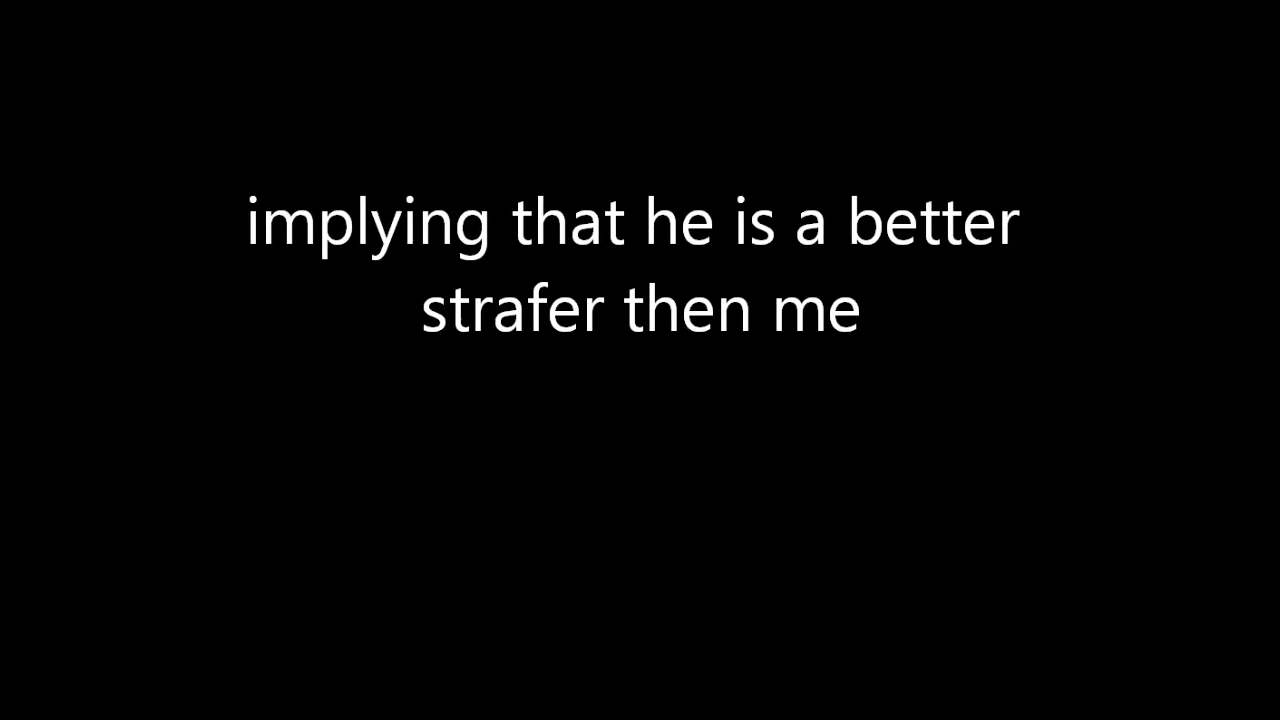 implying that he is a better
strafer then me